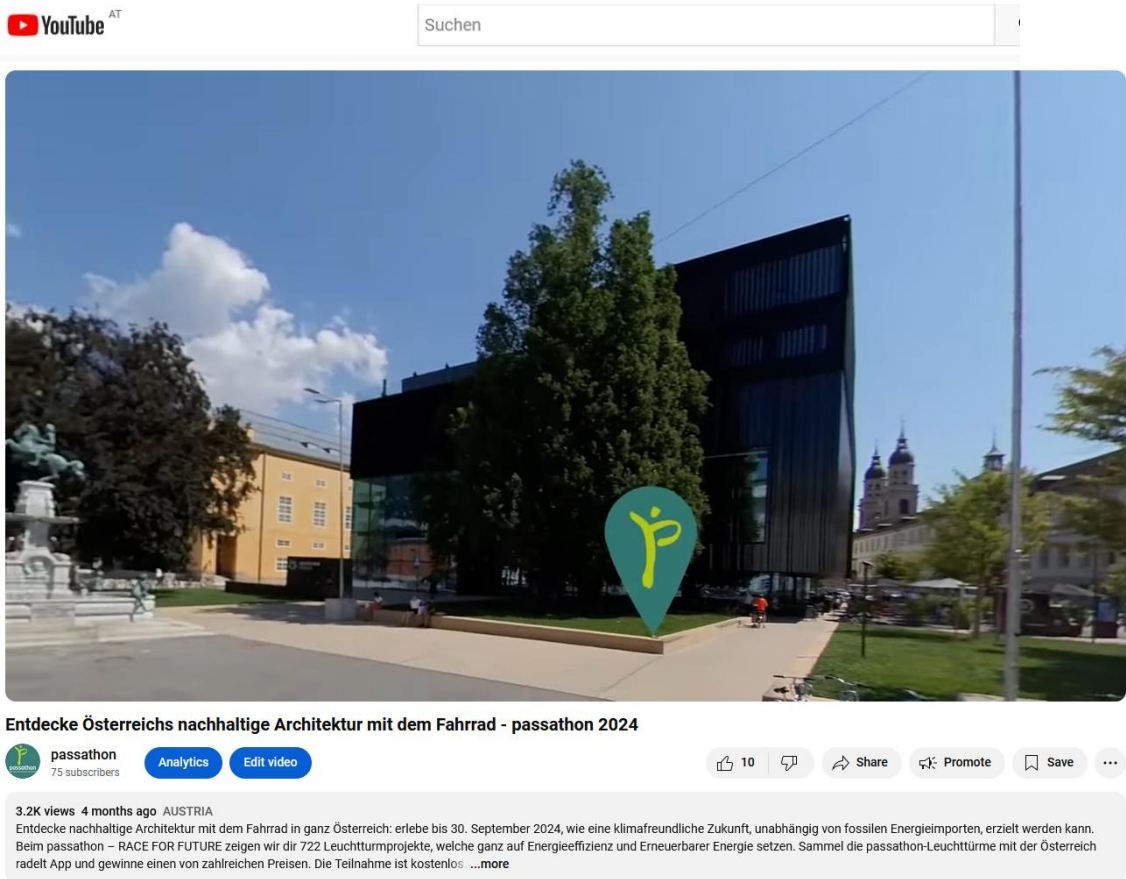 YouTube AT
Suchen
Entdecke Österreichs nachhaltige Architektur mit dem Fahrrad - passathon 2024
passathon
passathon
75 subscribers
Analytics
Edit video
10
Share
Promote
Save
3.2K views 4 months ago AUSTRIA
Entdecke nachhaltige Architektur mit dem Fahrrad in ganz Österreich: erlebe bis 30. September 2024, wie eine klimafreundliche Zukunft, unabhängig von fossilen Energieimporten, erzielt werden kann.
Beim passathon – RACE FOR FUTURE zeigen wir dir 722 Leuchtturmprojekte, welche ganz auf Energieeffizienz und Erneuerbarer Energie setzen. Sammel die passathon-Leuchttürme mit der Österreich
radelt App und gewinne einen von zahlreichen Preisen. Die Teilnahme ist kostenlos. ...more